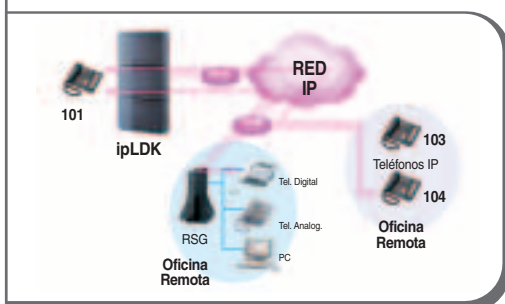 RED
IP
101
ipLDK
103
Teléfonos IP
104
Oficina
Remota
Tel. Digital
Tel. Analog.
PC
RSG
Oficina
Remota